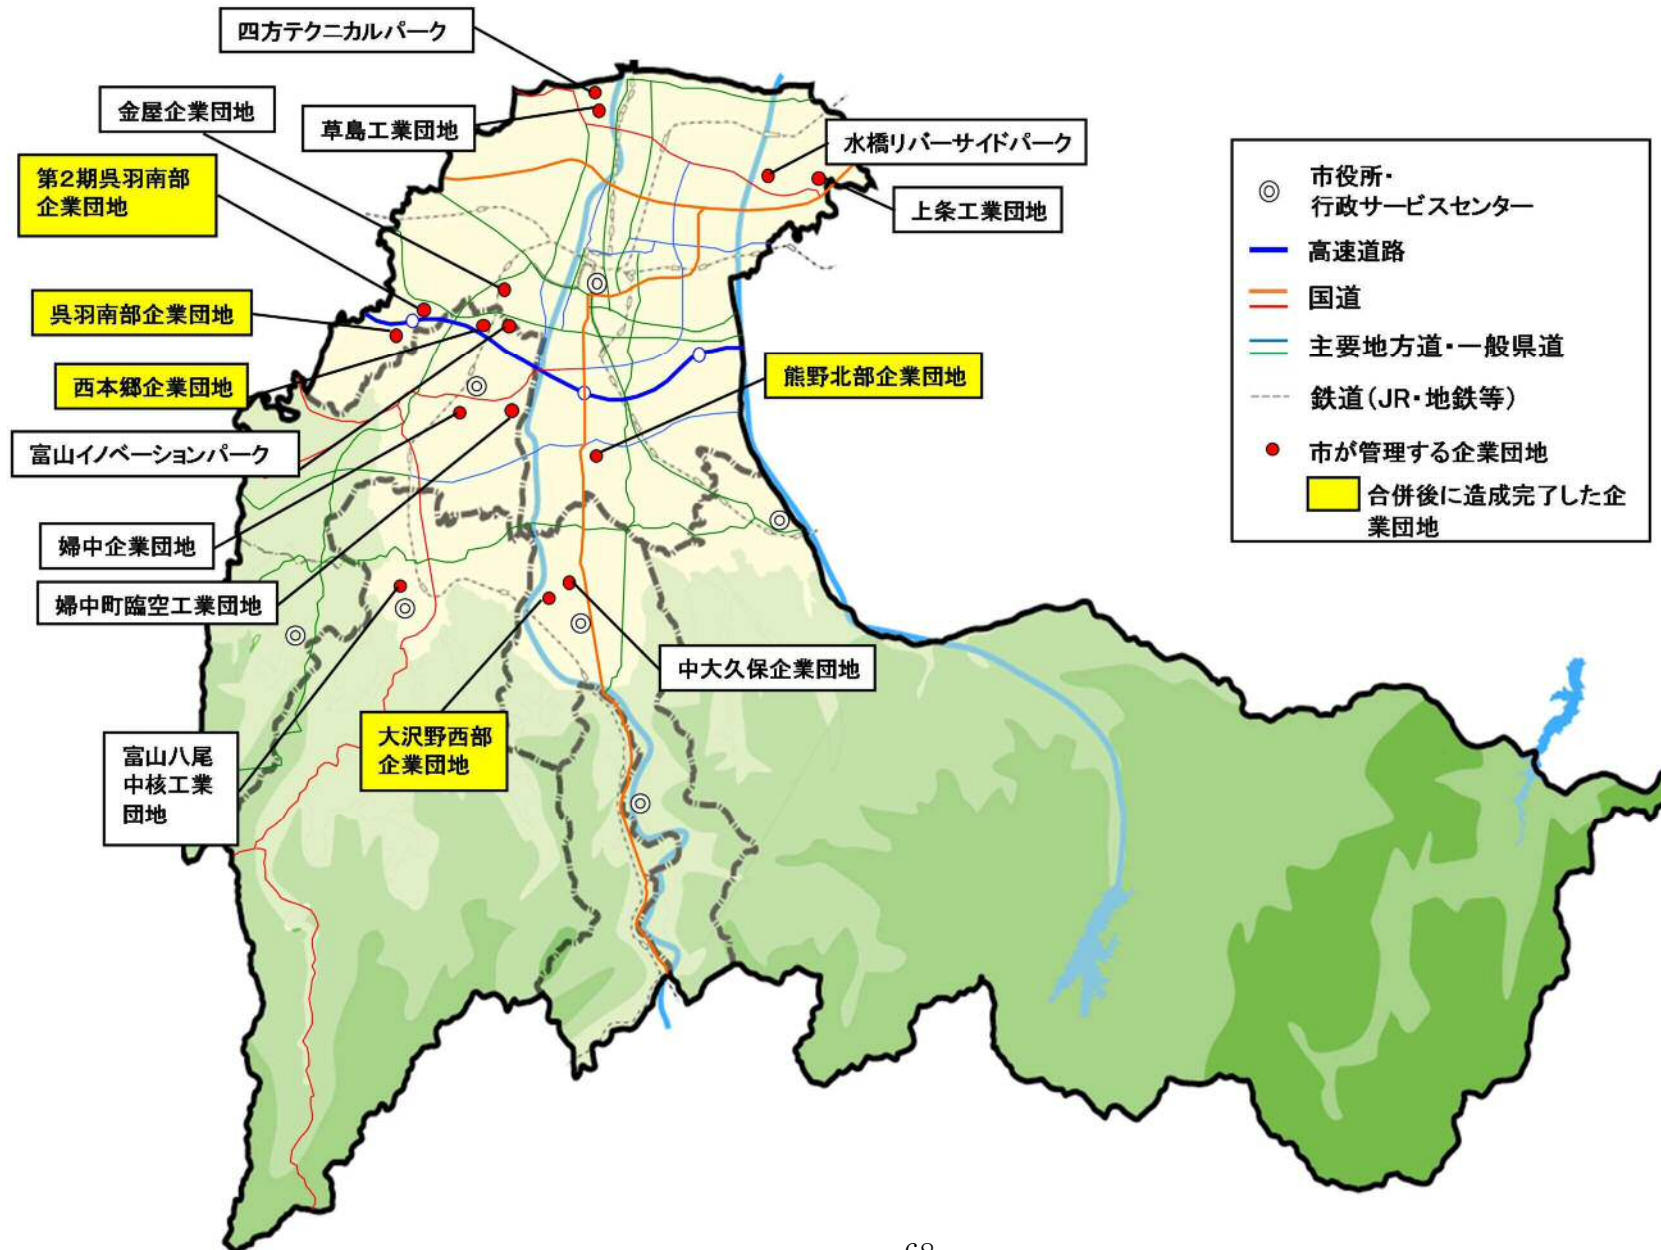 四方テクニカルパーク
金屋企業団地
草島工業団地
水橋リバーサイドパーク
第2期呉羽南部
企業団地
上条工業団地
呉羽南部企業団地
西本郷企業団地
熊野北部企業団地
富山イノベーションパーク
婦中企業団地
婦中町臨空工業団地
中大久保企業団地
大沢野西部
企業団地
富山八尾
中核工業
団地
市役所・
行政サービスセンター
高速道路
国道
主要地方道・一般県道
鉄道(JR・地鉄等)
市が管理する企業団地
合併後に造成完了した企
業団地